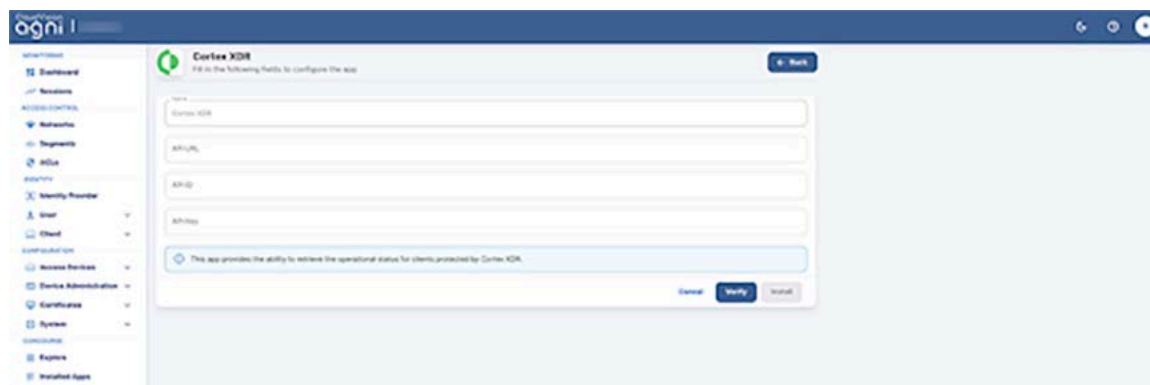 CloudVision
agni
MONITORING
Dashboard
Sessions
ACCESS CONTROL
Networks
Segments
ACLs
IDENTITY
Identity Provider
User
Client
CONFIGURATION
Access Devices
Device Administration
Certificates
System
CONCOURSE
Explore
Installed Apps
Cortex XDR
Fill in the following fields to configure the app
Back
Name
Cortex XDR
API URL
API ID
API Key
This app provides the ability to retrieve the operational status for clients protected by Cortex XDR.
Cancel
Verify
Install